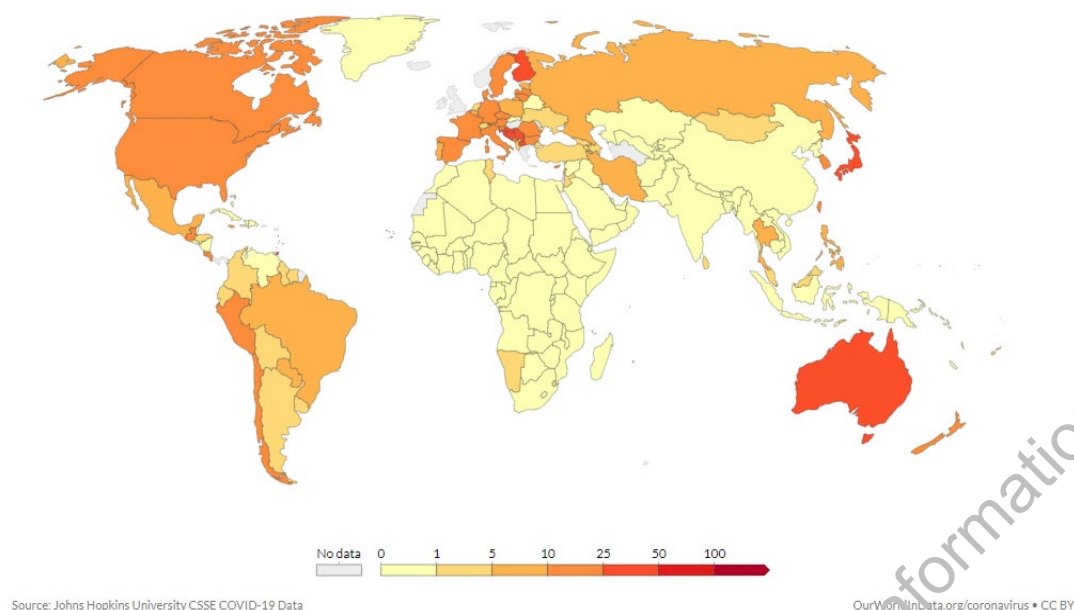 No data 0 1 5 10 25 50 100
Source: Johns Hopkins University CSSE COVID-19 Data
OurWorldInData.org/coronavirus • CC BY